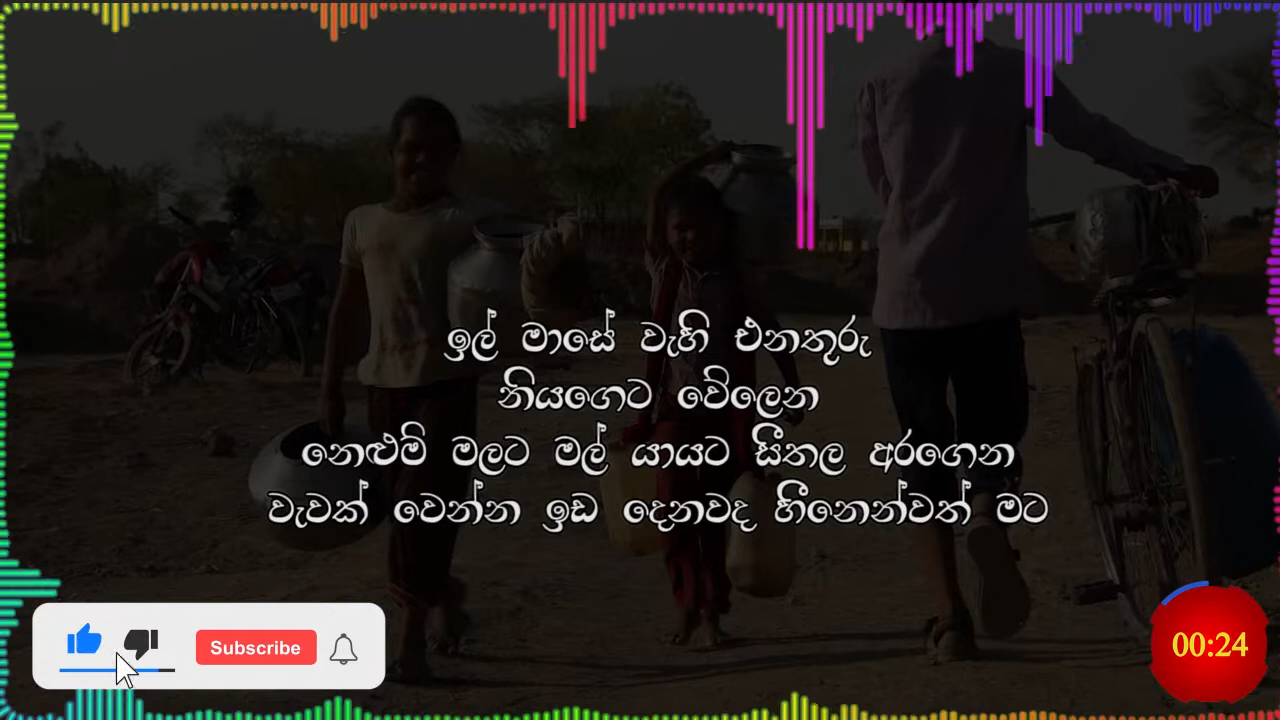 ඉල් මාසේ වැහි එනතුරු
නියගෙට වේලෙන
නෙළුම් මලට මල් යායට සීතල අරගෙන
වැවක් වෙන්න ඉඩ දෙනවද හීනෙන්වත් මට
Subscribe
00:24